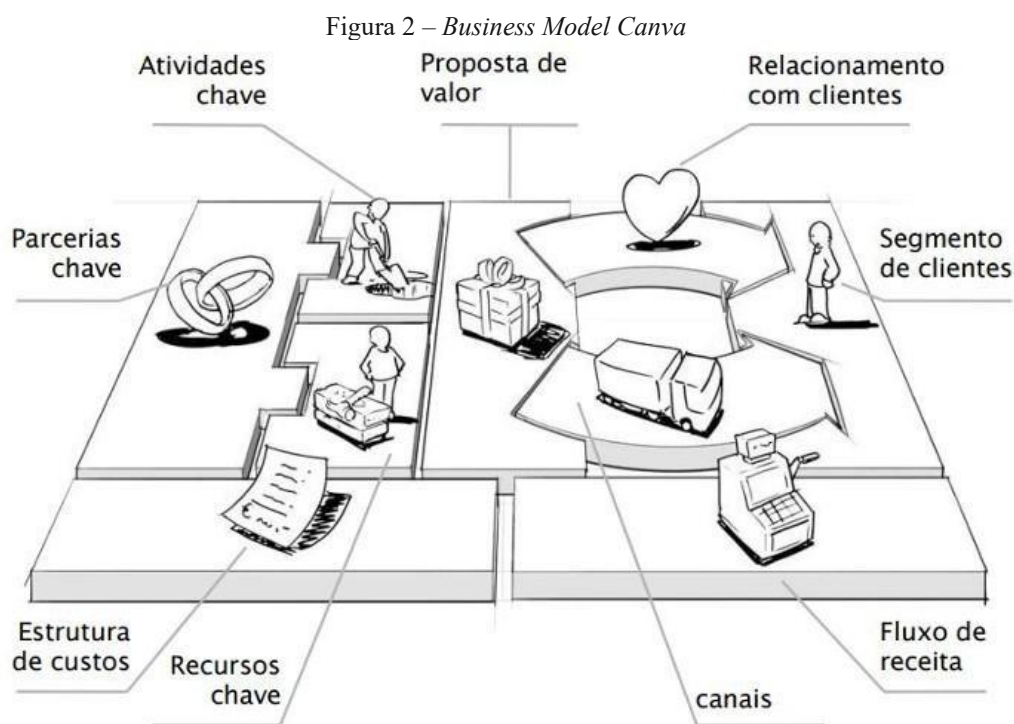 Figura 2 – Business Model Canva
Atividades
chave
Proposta de
valor
Relacionamento
com clientes
Parcerias
chave
Segmento
de clientes
Estrutura
de custos
Recursos
chave
canais
Fluxo de
receita